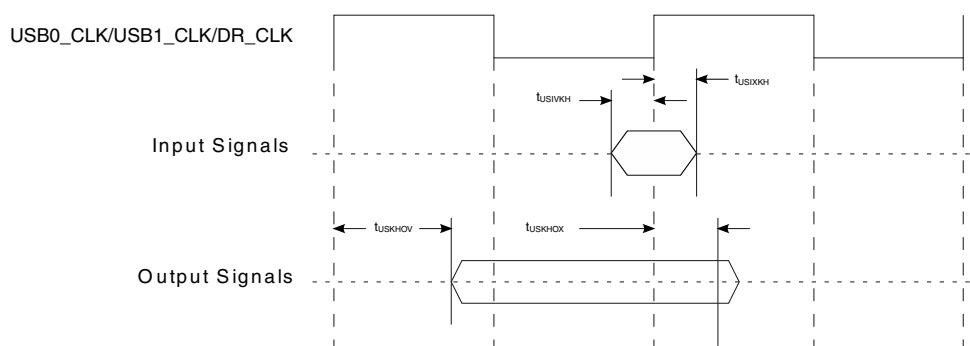 USB0_CLK/USB1_CLK/DR_CLK
tUSIXKH
tUSIVKH
Input Signals
tUSKHOV
tUSKHOX
Output Signals